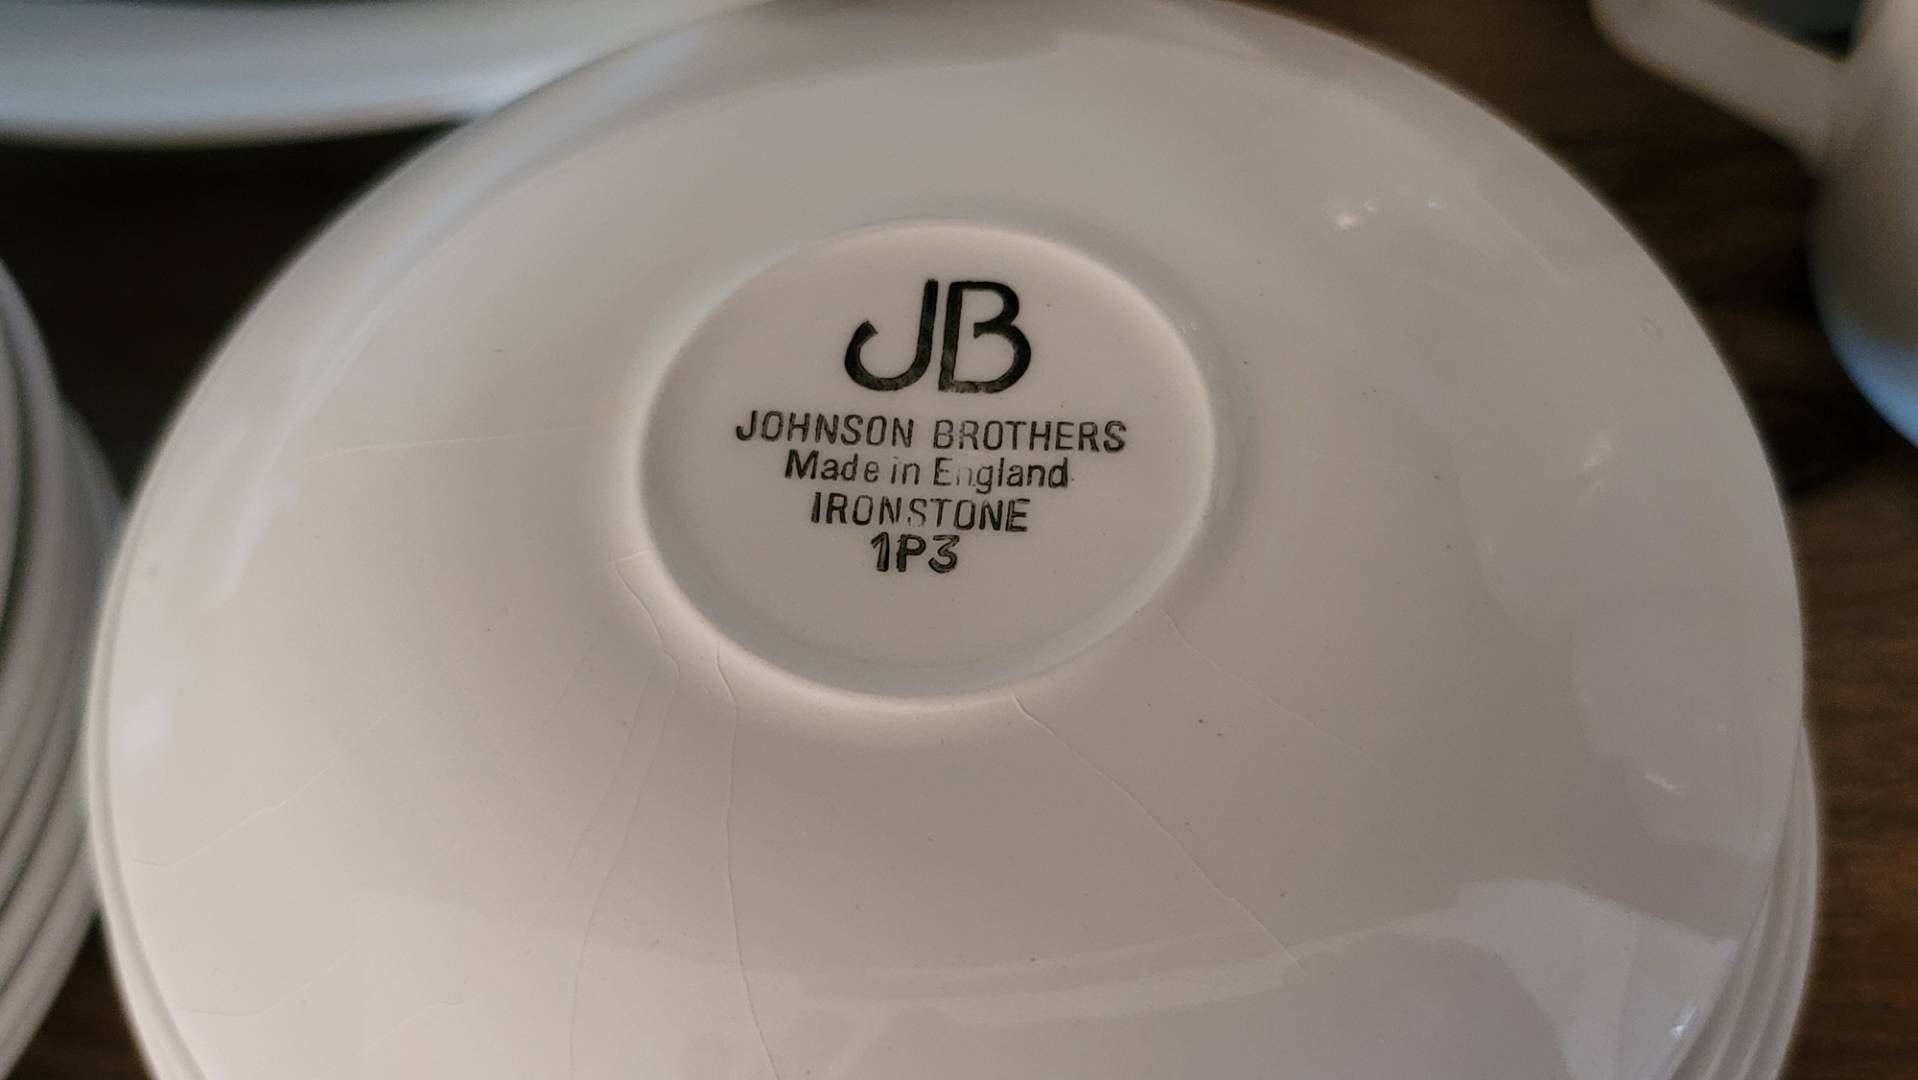 JB
JOHNSON BROTHERS
Made in England
IRONSTONE
1P3